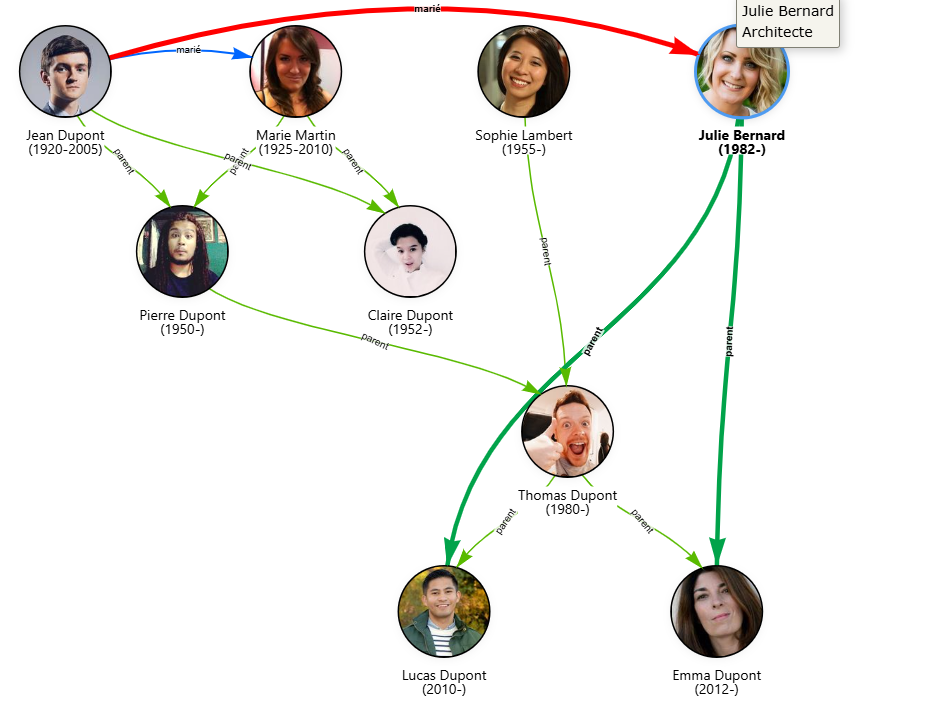 marié
Julie Bernard
Architecte
marié
Jean Dupont
(1920-2005)
Marie Martin
(1925-2010)
Sophie Lambert
(1955-)
Julie Bernard
(1982-)
parent
parent
parent
parent
parent
Pierre Dupont
(1950-)
Claire Dupont
(1952-)
parent
parent
parent
Thomas Dupont
(1980-)
parent
parent
Lucas Dupont
(2010-)
Emma Dupont
(2012-)